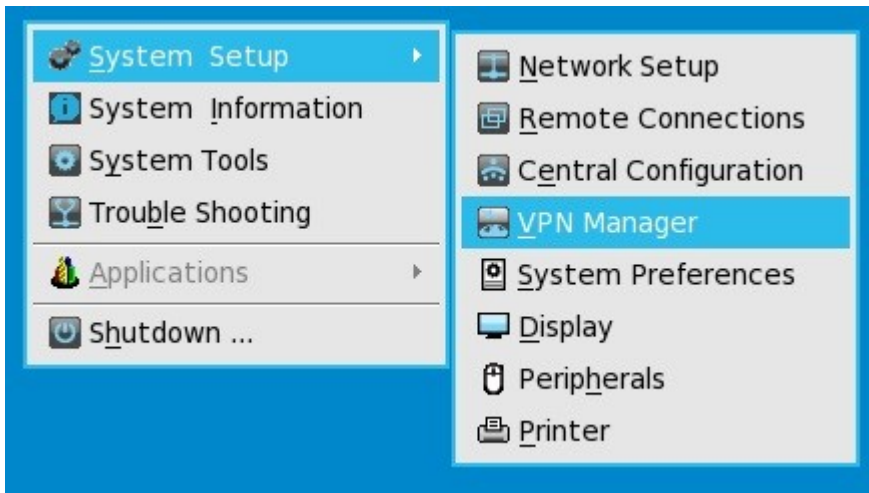 System Setup
System Information
System Tools
Trouble Shooting
Applications
Shutdown ...
Network Setup
Remote Connections
Central Configuration
VPN Manager
System Preferences
Display
Peripherals
Printer